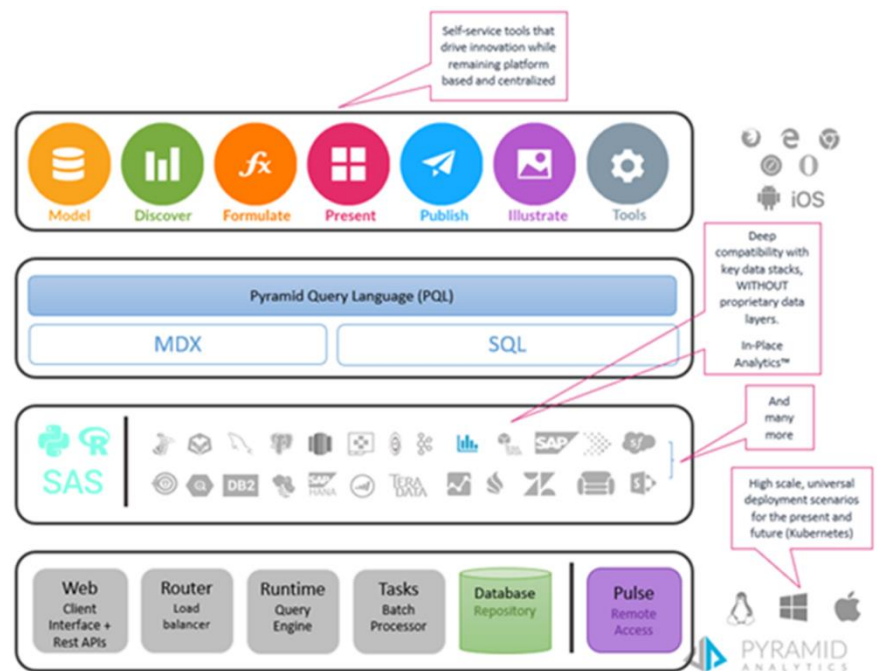 Self-service tools that
drive innovation while
remaining platform
based and centralized
Model
Discover
Formulate
Present
Publish
Illustrate
Tools
fx
iOS
Deep
compatibility with
key data stacks,
WITHOUT
proprietary data
layers.
In-Place
Analytics™
Pyramid Query Language (PQL)
MDX
SQL
And
many
more
R
SAS
SAP
sf
DB2
SAP
HANA
TERA
DATA
S
High scale, universal
deployment scenarios
for the present and
future (Kubernetes)
Web
Client
Interface +
Rest APIs
Router
Load
balancer
Runtime
Query
Engine
Tasks
Batch
Processor
Database
Repository
Pulse
Remote
Access
PYRAMID
ANALYTICS